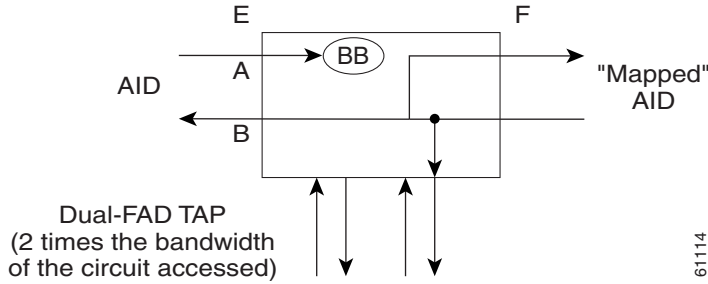 E
F
BB
A
AID
"Mapped"
AID
B
Dual-FAD TAP
(2 times the bandwidth
of the circuit accessed)
61114